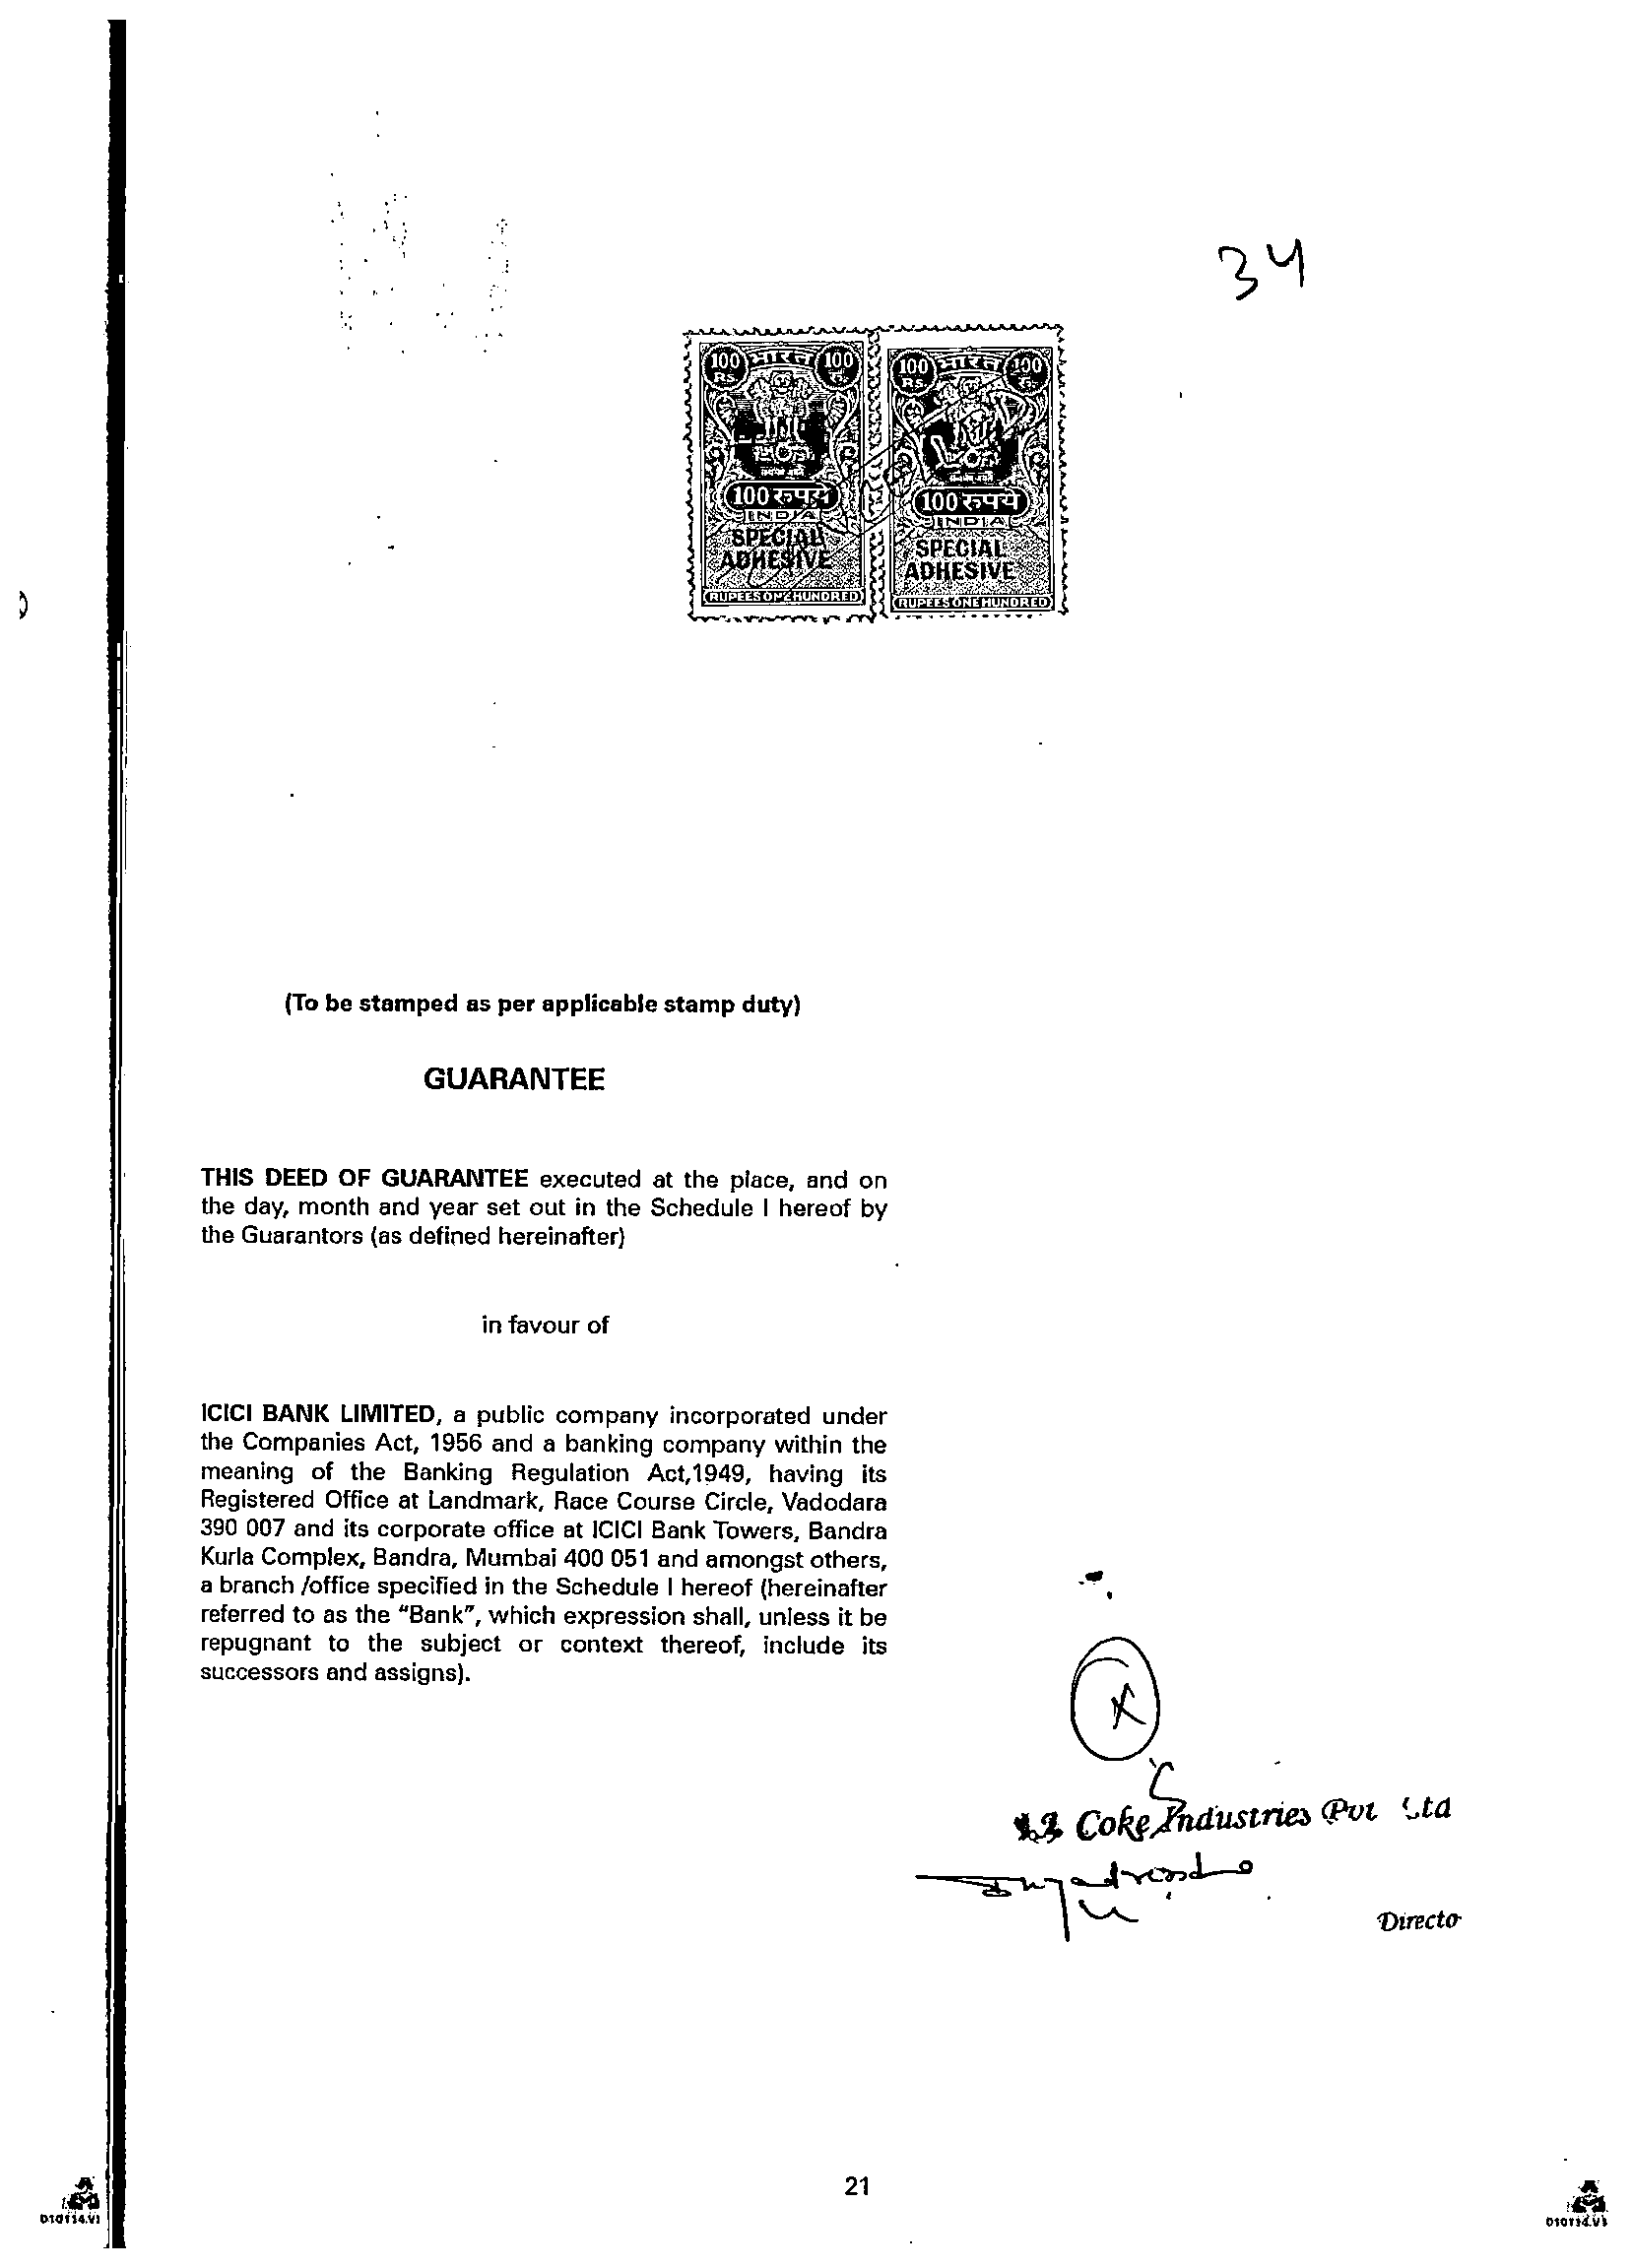 34
100 भारत 100
RS रु
100 रुपये
INDIA
SPECIAL
ADHESIVE
RUPEES ONE HUNDRED
100 भारत 100
RS रु
100 रुपये
INDIA
SPECIAL
ADHESIVE
RUPEES ONE HUNDRED
(To be stamped as per applicable stamp duty)
GUARANTEE
THIS DEED OF GUARANTEE executed at the place, and on
the day, month and year set out in the Schedule I hereof by
the Guarantors (as defined hereinafter)
in favour of
ICICI BANK LIMITED, a public company incorporated under
the Companies Act, 1956 and a banking company within the
meaning of the Banking Regulation Act,1949, having its
Registered Office at Landmark, Race Course Circle, Vadodara
390 007 and its corporate office at ICICI Bank Towers, Bandra
Kurla Complex, Bandra, Mumbai 400 051 and amongst others,
a branch /office specified in the Schedule I hereof (hereinafter
referred to as the “Bank”, which expression shall, unless it be
repugnant to the subject or context thereof, include its
successors and assigns).
Coke Industries Pvt Ltd
Directo
21
010114.V1
010114.V1